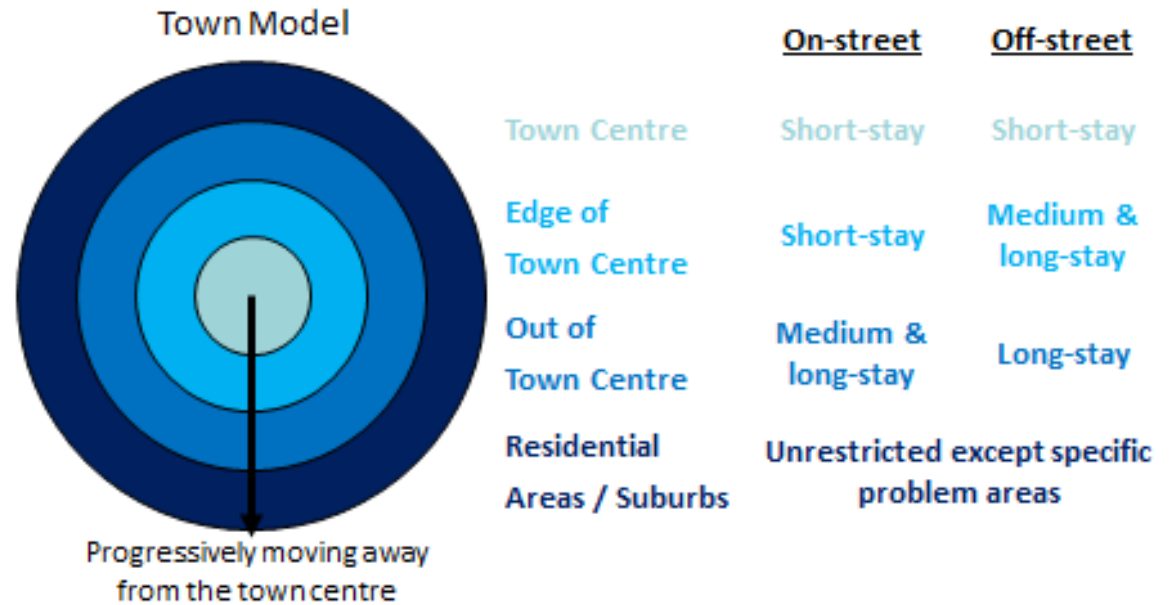 Town Model
On-street Off-street
Town Centre Short-stay Short-stay
Edge of
Town Centre
Short-stay
Medium &
long-stay
Out of
Town Centre
Medium &
long-stay
Long-stay
Residential
Areas / Suburbs
Unrestricted except specific
problem areas
Progressively moving away
from the town centre